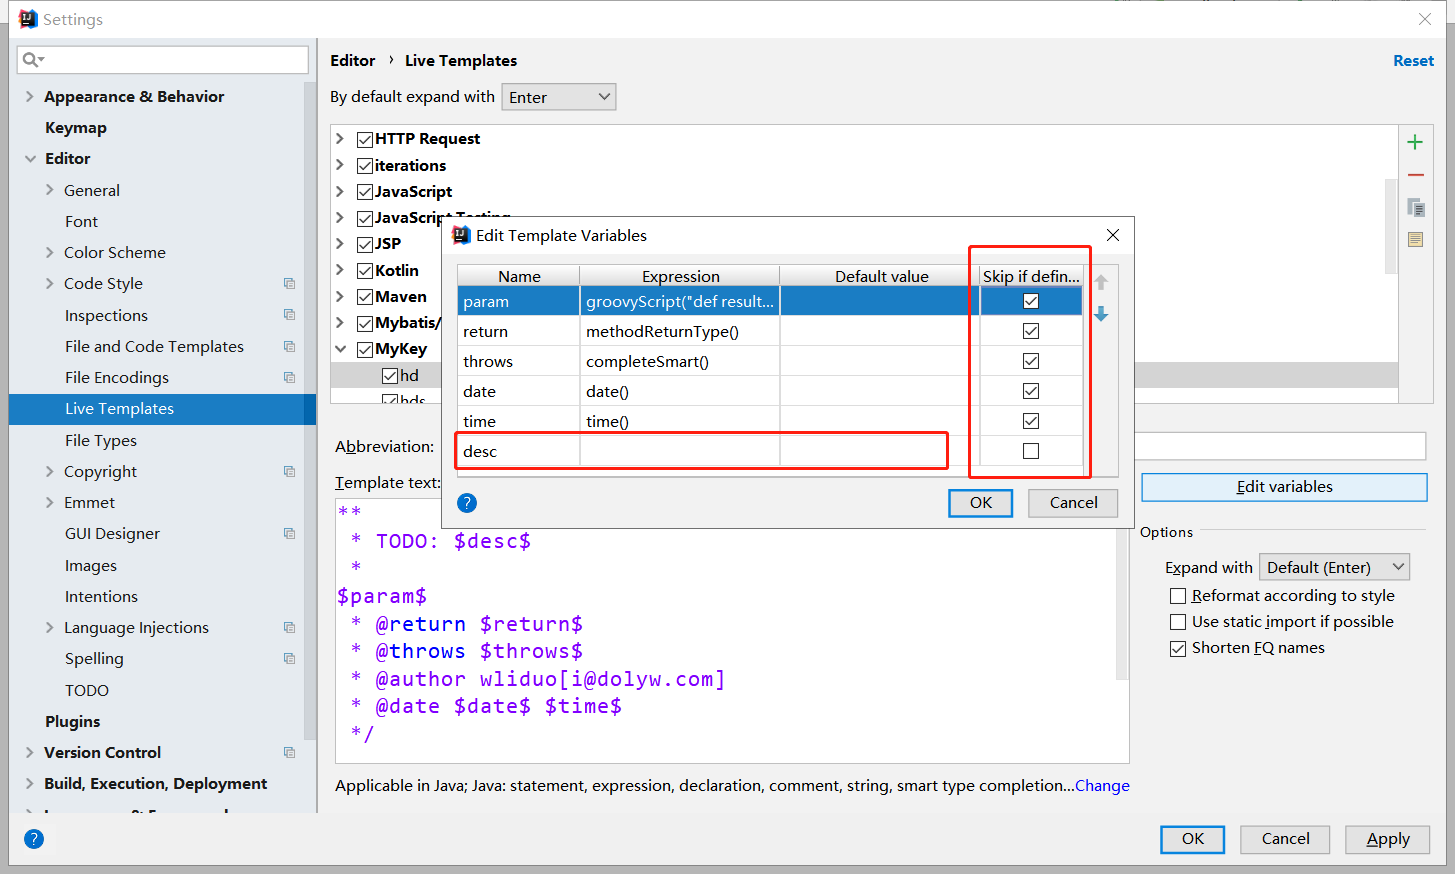 Settings
Editor › Live Templates
Reset
By default expand with Enter
Appearance & Behavior
Keymap
Editor
General
Font
Color Scheme
Code Style
Inspections
File and Code Templates
File Encodings
Live Templates
File Types
Copyright
Emmet
GUI Designer
Images
Intentions
Language Injections
Spelling
TODO
Plugins
Version Control
Build, Execution, Deployment
HTTP Request
iterations
JavaScript
JavaScript Testing
JSP
Kotlin
Maven
Mybatis/
MyKey
hd
hds
Edit Template Variables
Name Expression Default value Skip if defin...
param groovyScript("def result...
return methodReturnType()
throws completeSmart()
date date()
time time()
desc
OK Cancel
Abbreviation:
Template text:
**
* TODO: $desc$
*
$param$
* @return $return$
* @throws $throws$
* @author wliduo[i@dolyw.com]
* @date $date$ $time$
*/
Edit variables
Options
Expand with Default (Enter)
Reformat according to style
Use static import if possible
Shorten FQ names
Applicable in Java; Java: statement, expression, declaration, comment, string, smart type completion...Change
OK Cancel Apply